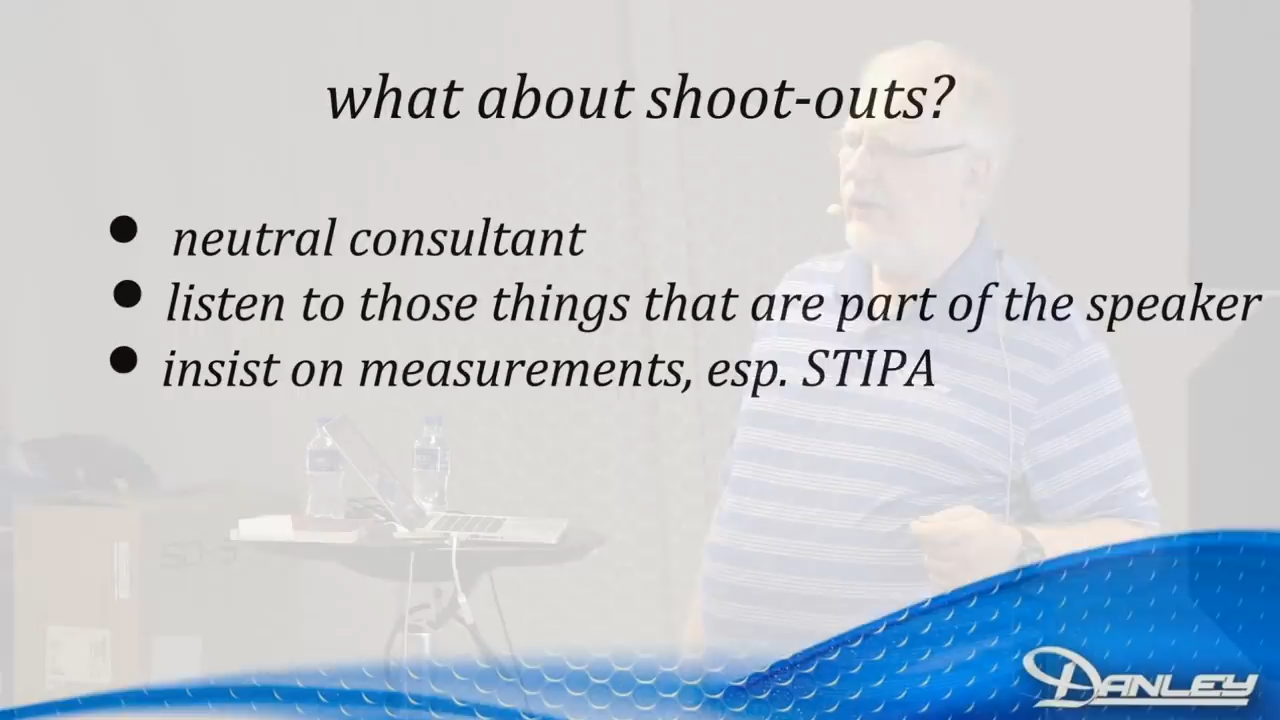 what about shoot-outs?
neutral consultant
listen to those things that are part of the speaker
insist on measurements, esp. STIPA
DANLEY